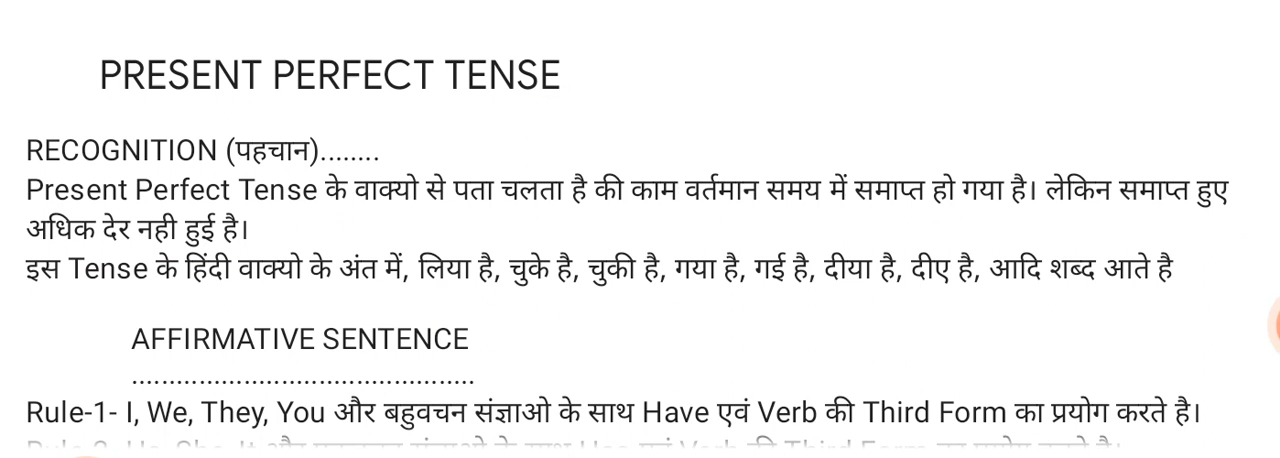 PRESENT PERFECT TENSE
RECOGNITION (पहचान)........
Present Perfect Tense के वाक्यो से पता चलता है की काम वर्तमान समय में समाप्त हो गया है। लेकिन समाप्त हुए
अधिक देर नही हुई है।
इस Tense के हिंदी वाक्यो के अंत में, लिया है, चुके है, चुकी है, गया है, गई है, दीया है, दीए है, आदि शब्द आते है
AFFIRMATIVE SENTENCE
..............................................
Rule-1- I, We, They, You और बहुवचन संज्ञाओ के साथ Have एवं Verb की Third Form का प्रयोग करते है।